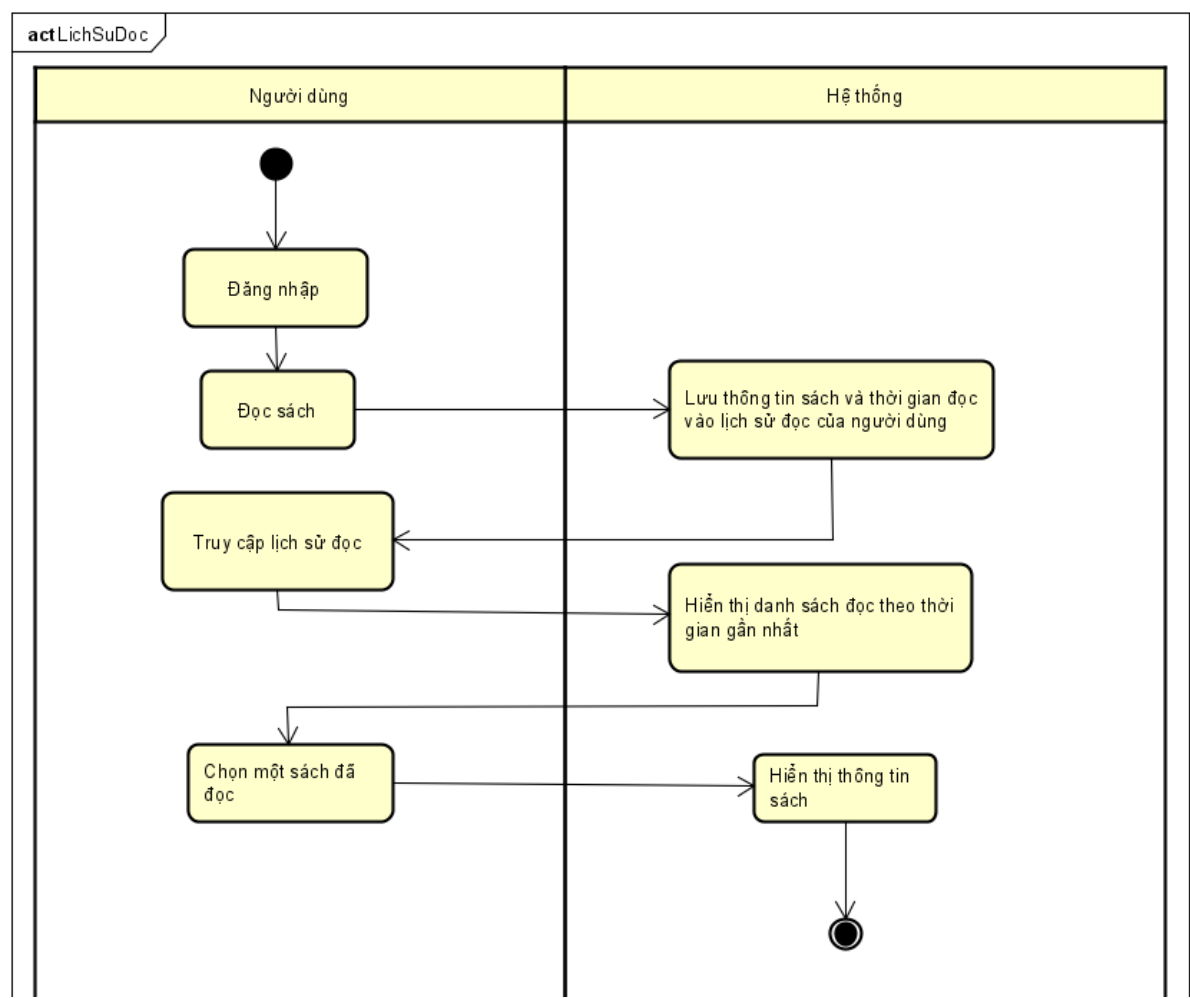 act LichSuDoc
Người dùng
Hệ thống
Đăng nhập
Đọc sách
Lưu thông tin sách và thời gian đọc
vào lịch sử đọc của người dùng
Truy cập lịch sử đọc
Hiển thị danh sách đọc theo thời
gian gần nhất
Chọn một sách đã
đọc
Hiển thị thông tin
sách